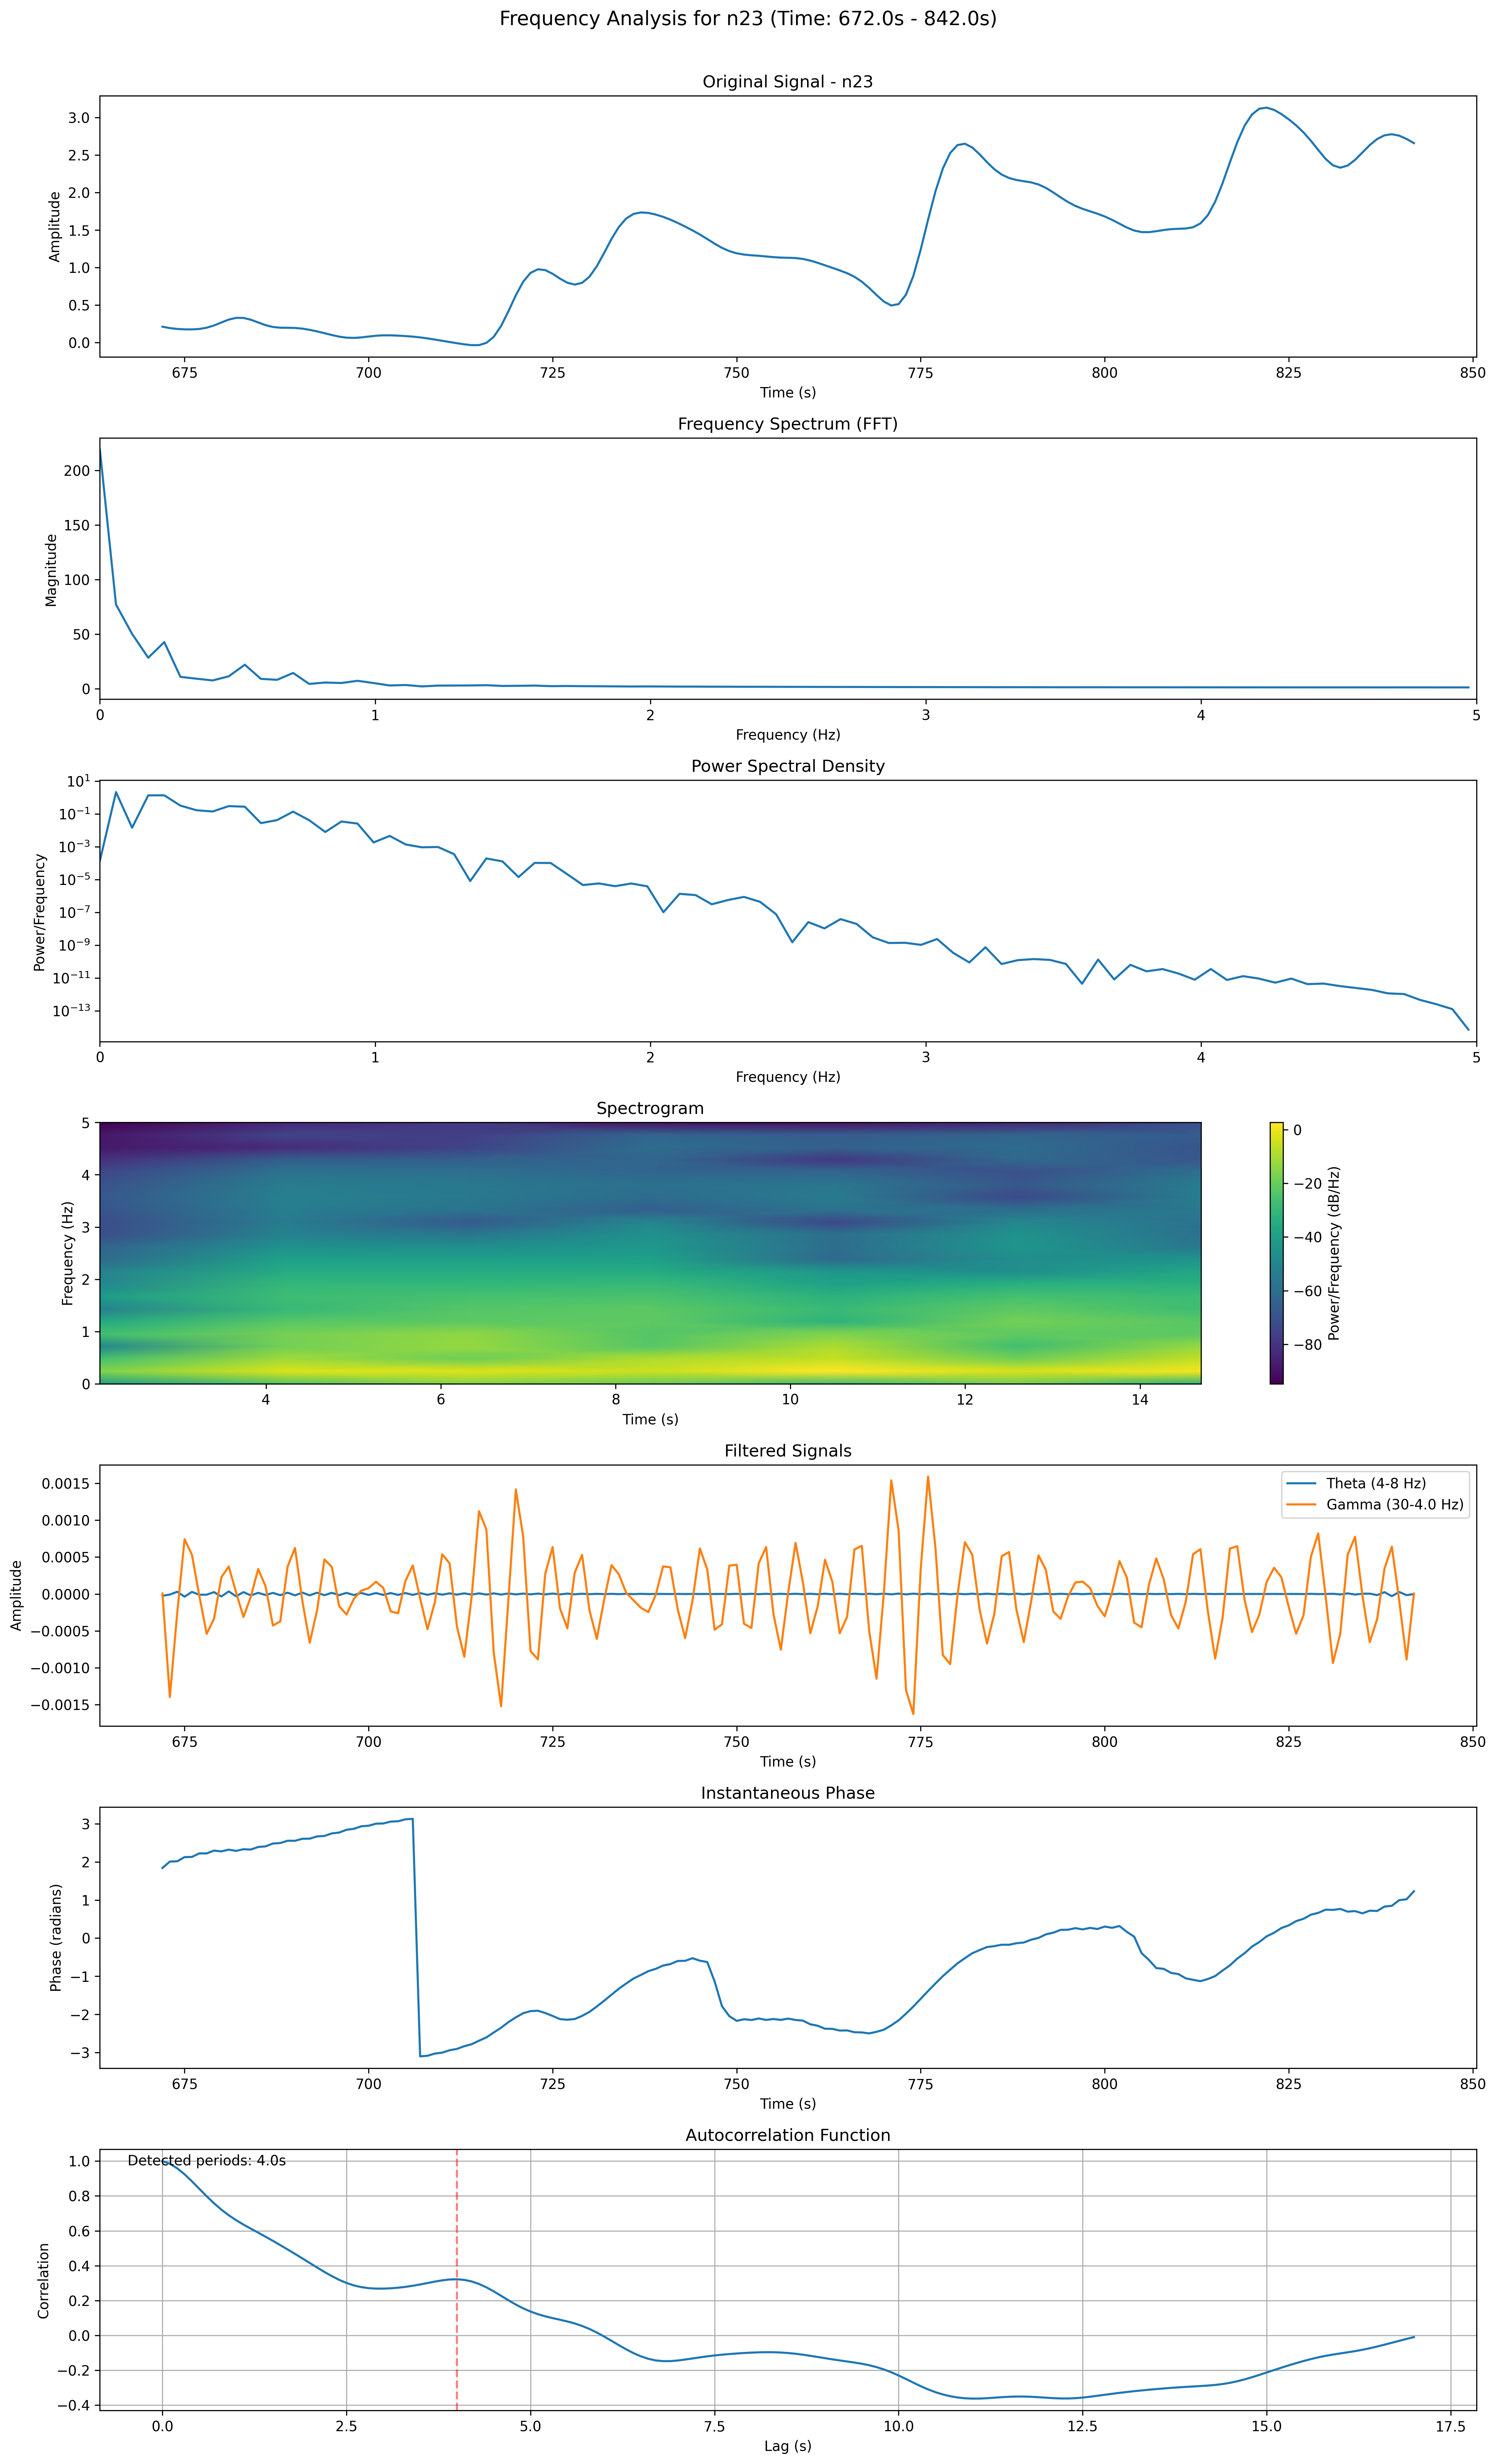 Frequency Analysis for n23 (Time: 672.0s - 842.0s)
Original Signal - n23
Amplitude
3.0
2.5
2.0
1.5
1.0
0.5
0.0
675 700 725 750 775 800 825 850
Time (s)
Frequency Spectrum (FFT)
Magnitude
200
150
100
50
0
0 1 2 3 4 5
Frequency (Hz)
Power Spectral Density
Power/Frequency
10^1
10^−1
10^−3
10^−5
10^−7
10^−9
10^−11
10^−13
0 1 2 3 4 5
Frequency (Hz)
Spectrogram
Frequency (Hz)
5
4
3
2
1
0
4 6 8 10 12 14
Time (s)
0
−20
−40
−60
−80
Power/Frequency (dB/Hz)
Filtered Signals
Amplitude
0.0015
0.0010
0.0005
0.0000
−0.0005
−0.0010
−0.0015
Theta (4-8 Hz)
Gamma (30-4.0 Hz)
675 700 725 750 775 800 825 850
Time (s)
Instantaneous Phase
Phase (radians)
3
2
1
0
−1
−2
−3
675 700 725 750 775 800 825 850
Time (s)
Autocorrelation Function
Detected periods: 4.0s
Correlation
1.0
0.8
0.6
0.4
0.2
0.0
−0.2
−0.4
0.0 2.5 5.0 7.5 10.0 12.5 15.0 17.5
Lag (s)